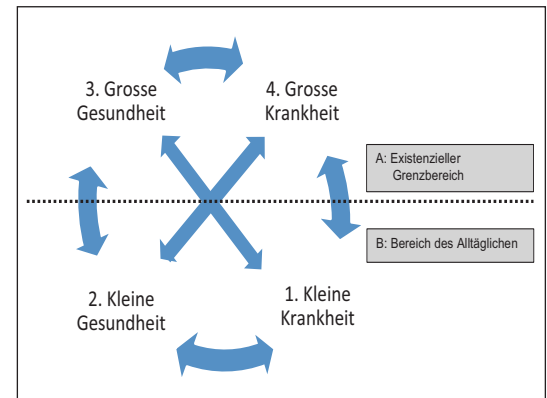 3. Grosse
Gesundheit
4. Grosse
Krankheit
A: Existenzieller
Grenzbereich
B: Bereich des Alltäglichen
2. Kleine
Gesundheit
1. Kleine
Krankheit